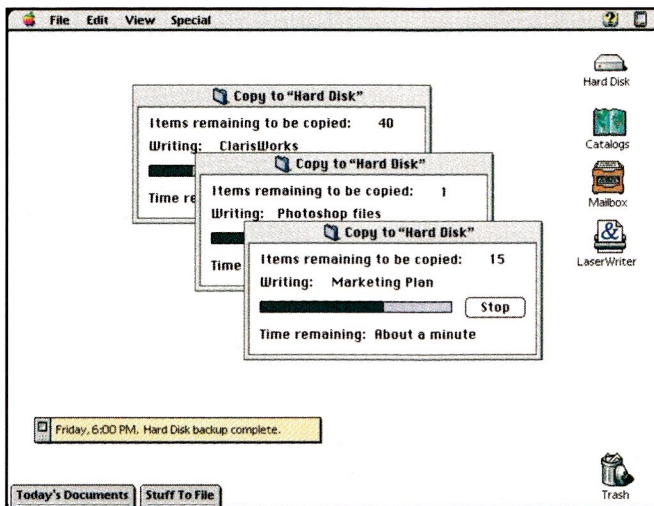 File Edit View Special
Hard Disk
Catalogs
Mailbox
LaserWriter
Copy to “Hard Disk”
Items remaining to be copied: 40
Writing: ClarisWorks
Time re
Copy to “Hard Disk”
Items remaining to be copied: 1
Writing: Photoshop files
Time
Copy to “Hard Disk”
Items remaining to be copied: 15
Writing: Marketing Plan
Stop
Time remaining: About a minute
Friday, 6:00 PM, Hard Disk backup complete.
Today's Documents
Stuff To File
Trash